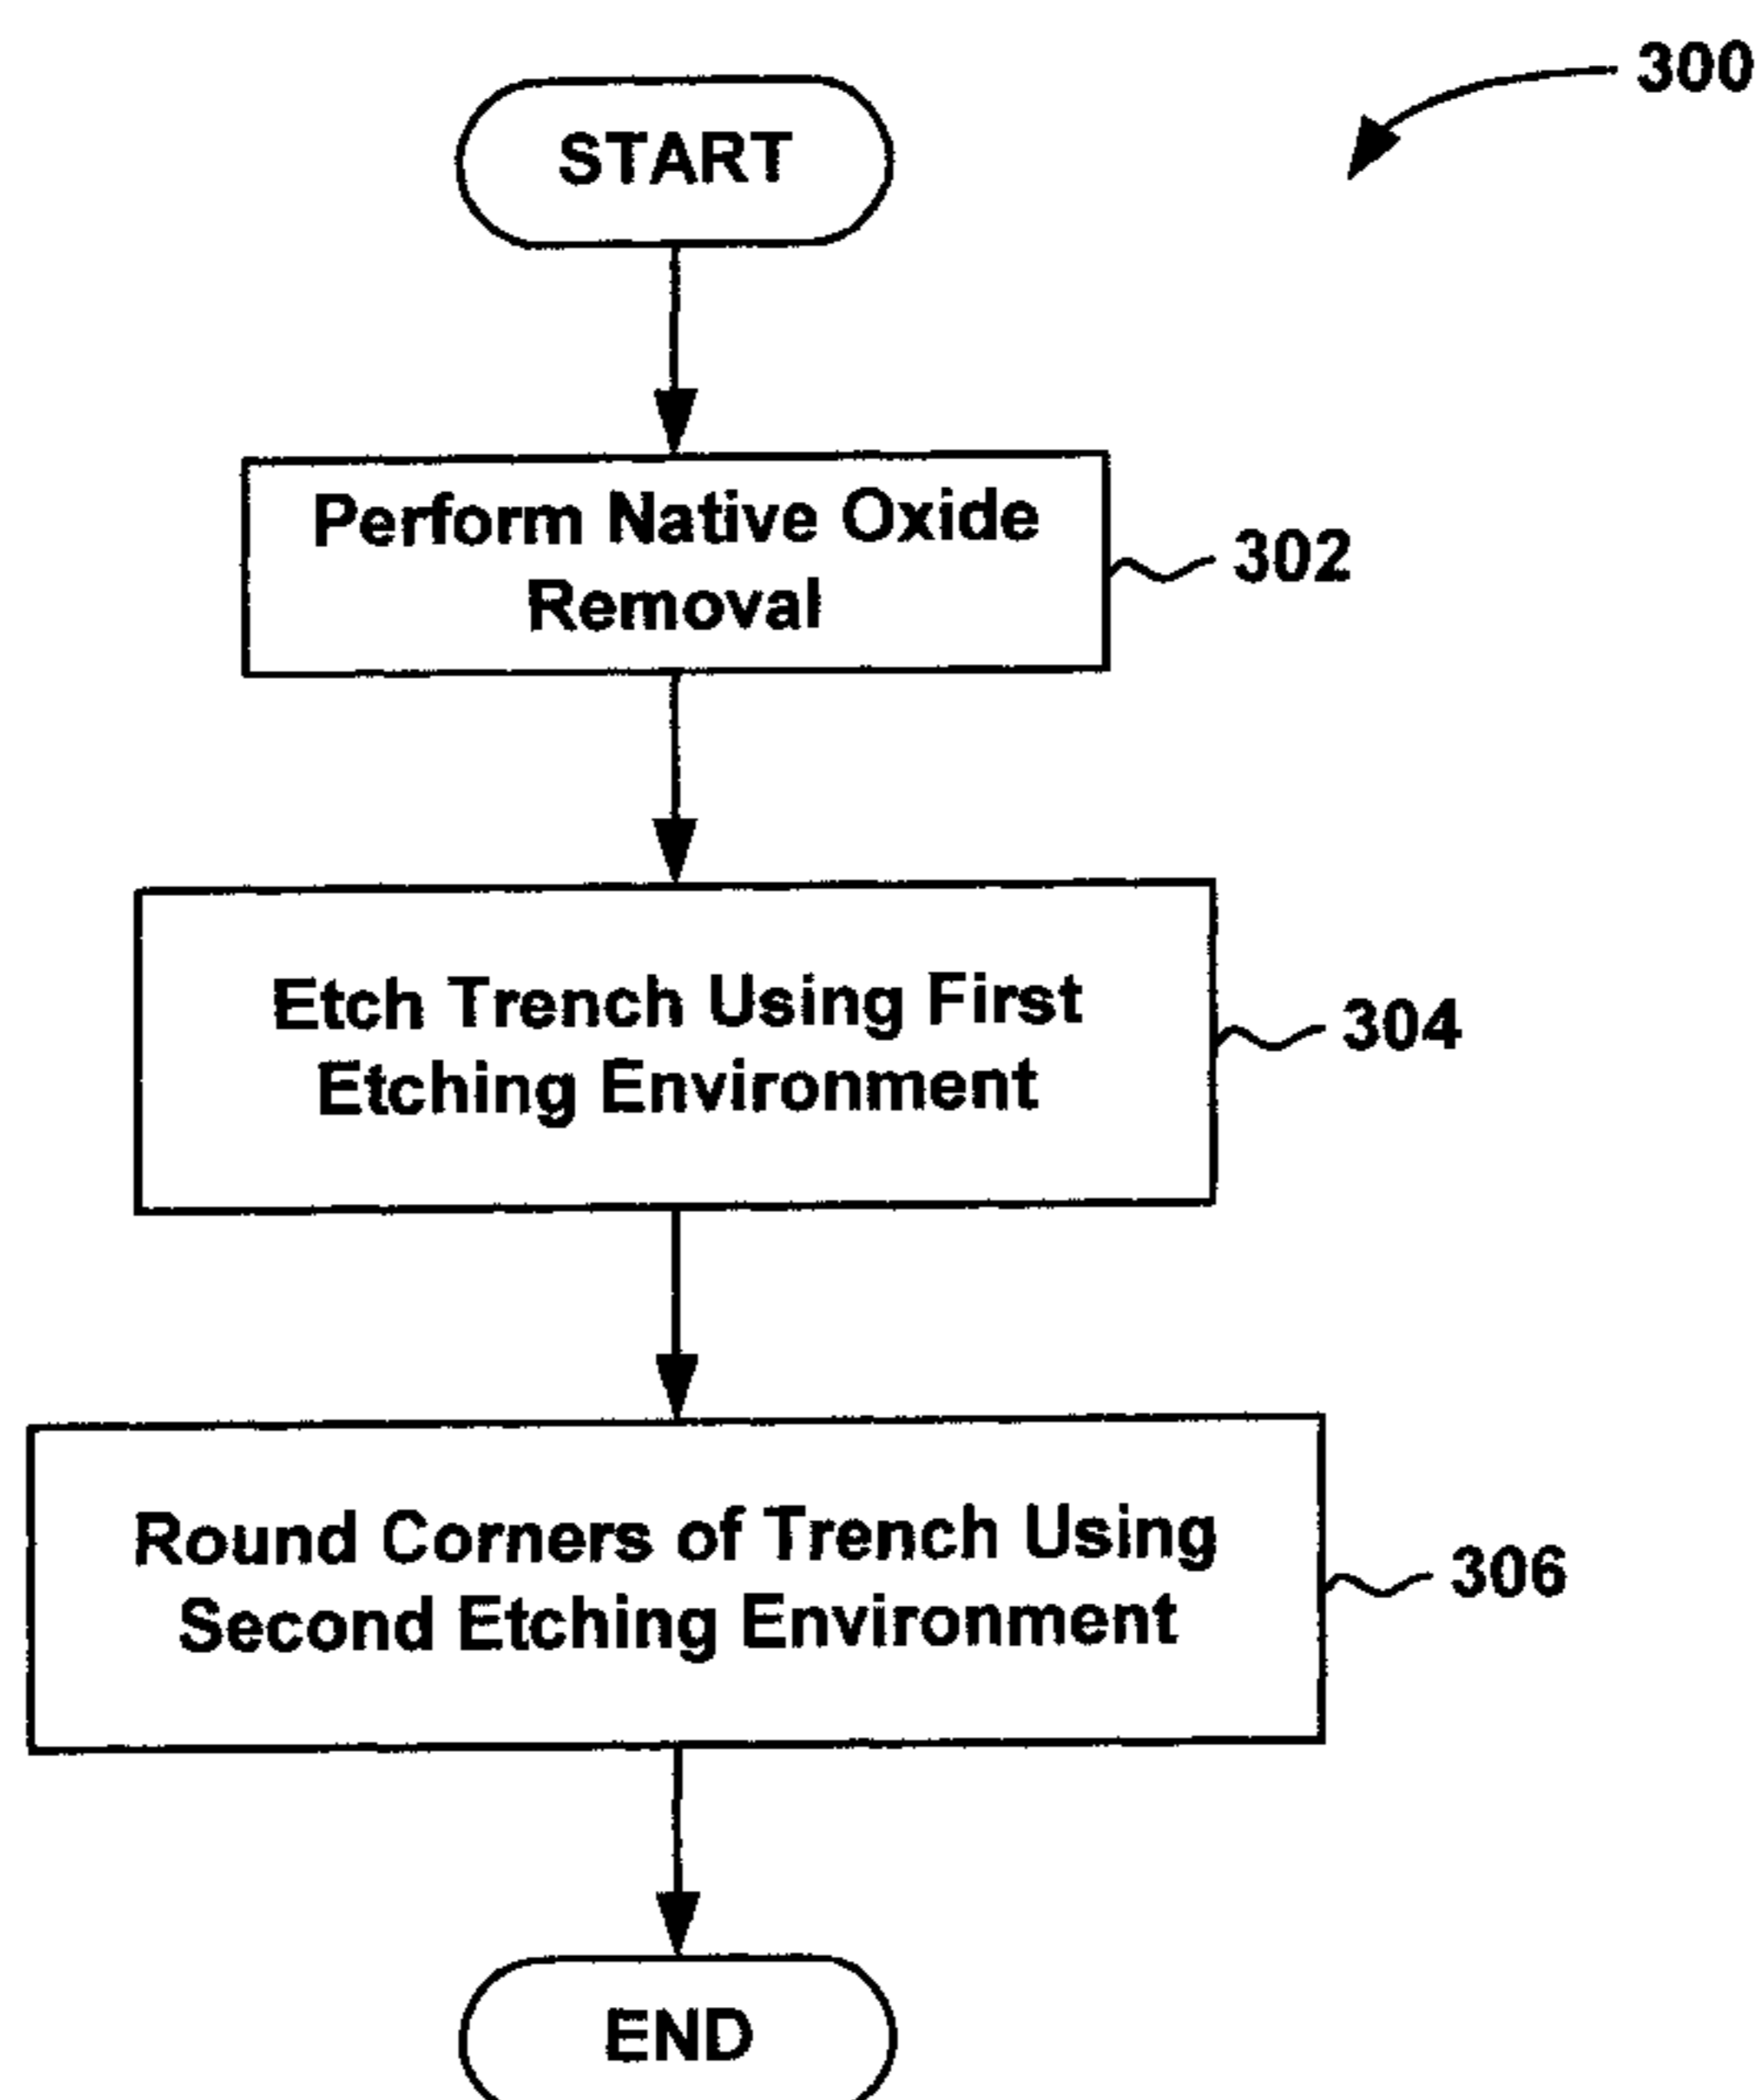 300
START
Perform Native Oxide
Removal
302
Etch Trench Using First
Etching Environment
304
Round Corners of Trench Using
Second Etching Environment
306
END